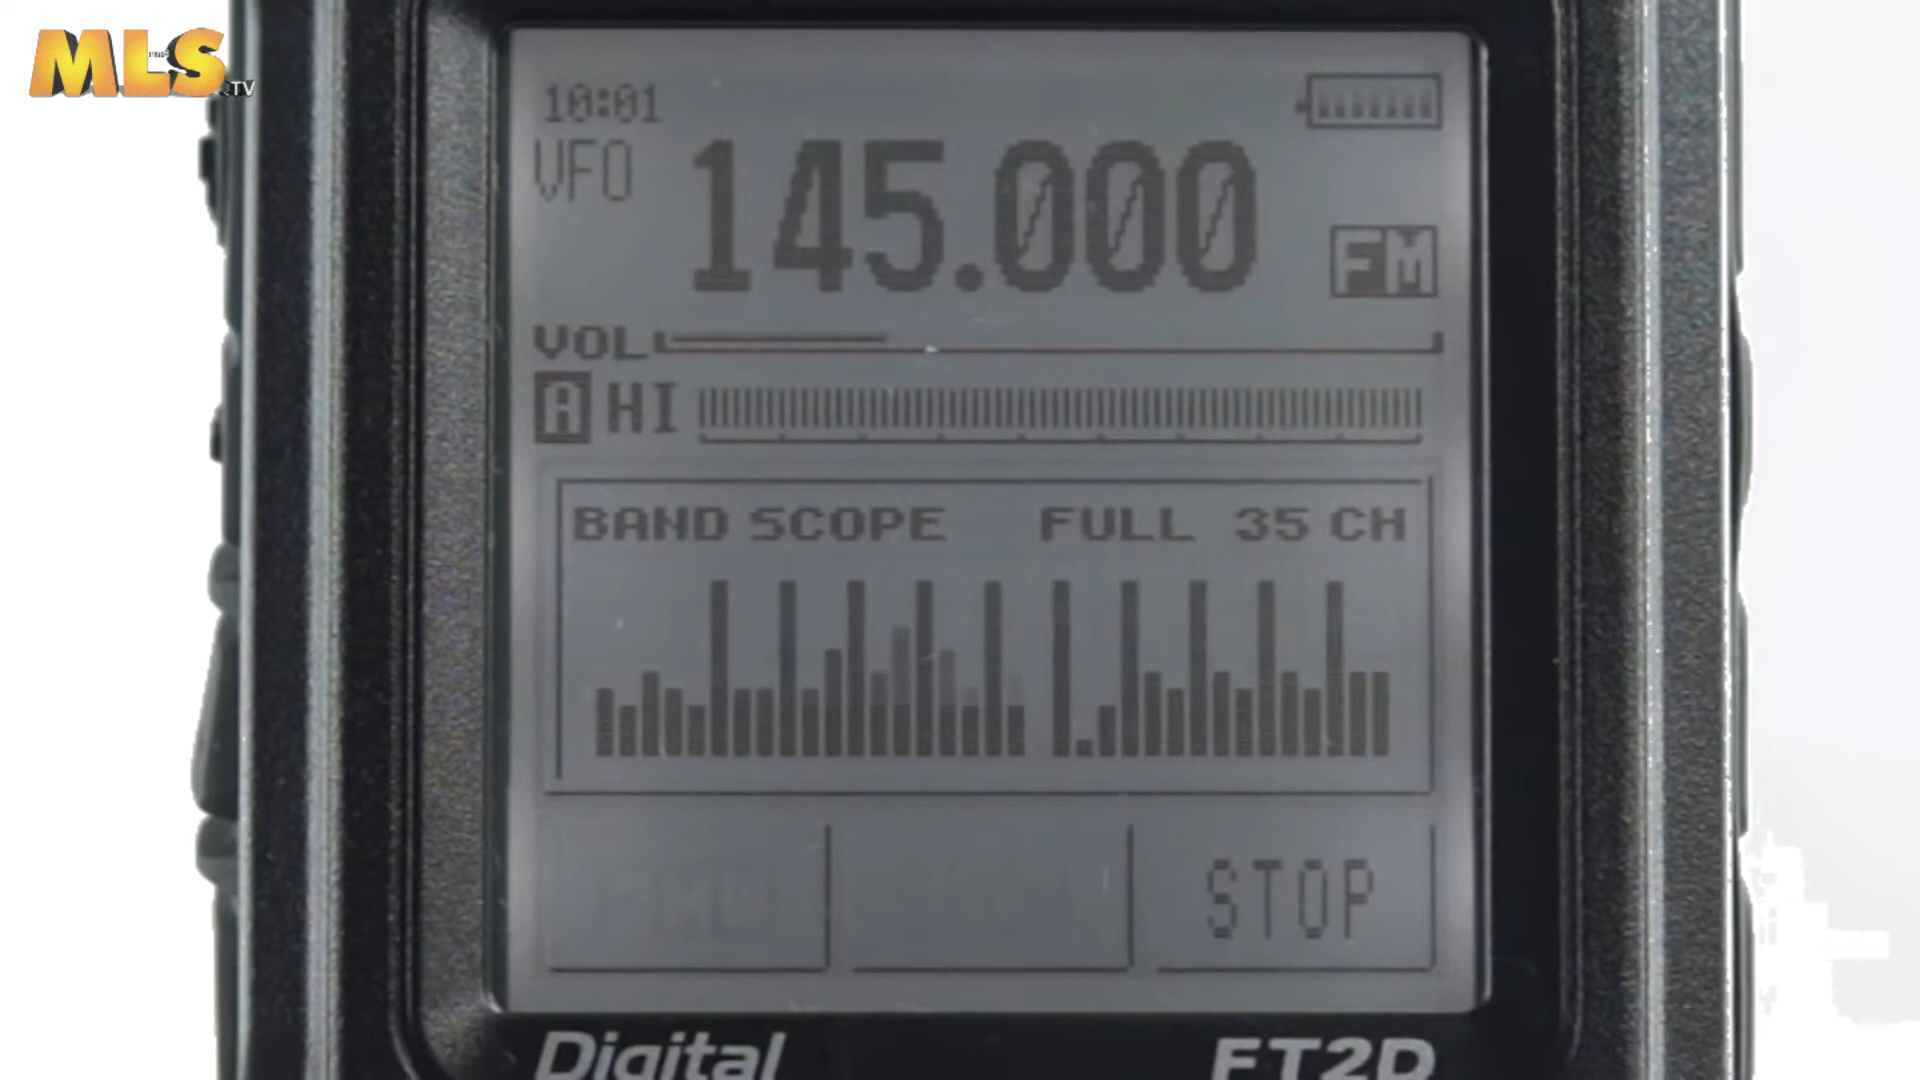 MLS.TV
10:01
VFO 145.000 FM
VOL
A HI
BAND SCOPE FULL 35 CH
STOP
Digital FT2D